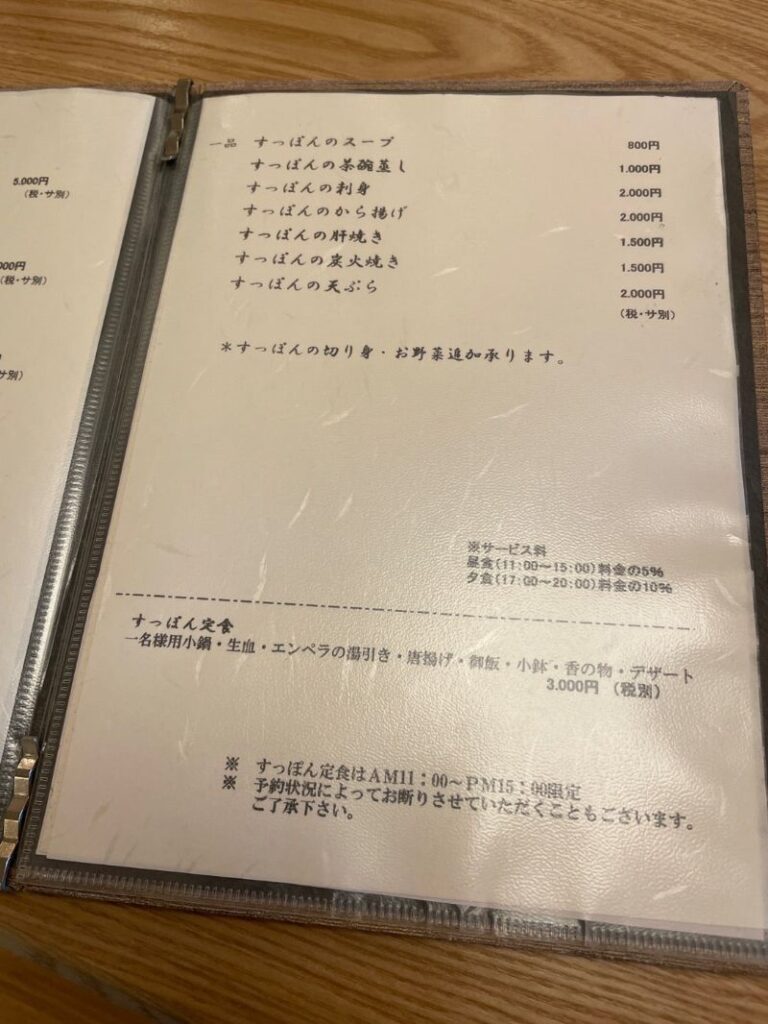 5.000円
(税・サ別)
000円
(税・サ別)
サ別)
一品 すっぽんのスープ 800円
すっぽんの茶碗蒸し 1.000円
すっぽんの刺身 2.000円
すっぽんのから揚げ 2.000円
すっぽんの肝焼き 1.500円
すっぽんの炭火焼き 1.500円
すっぽんの天ぷら 2.000円
(税・サ別)
*すっぽんの切り身・お野菜追加承ります。
※サービス料
昼食(11:00～15:00)料金の5%
夕食(17:00～20:00)料金の10%
すっぽん定食
一名様用小鍋・生血・エンペラの湯引き・唐揚げ・御飯・小鉢・香の物・デザート
3.000円 (税別)
※ すっぽん定食はAM11：00～PM15：00限定
※ 予約状況によってお断りさせていただくこともございます。
ご了承下さい。